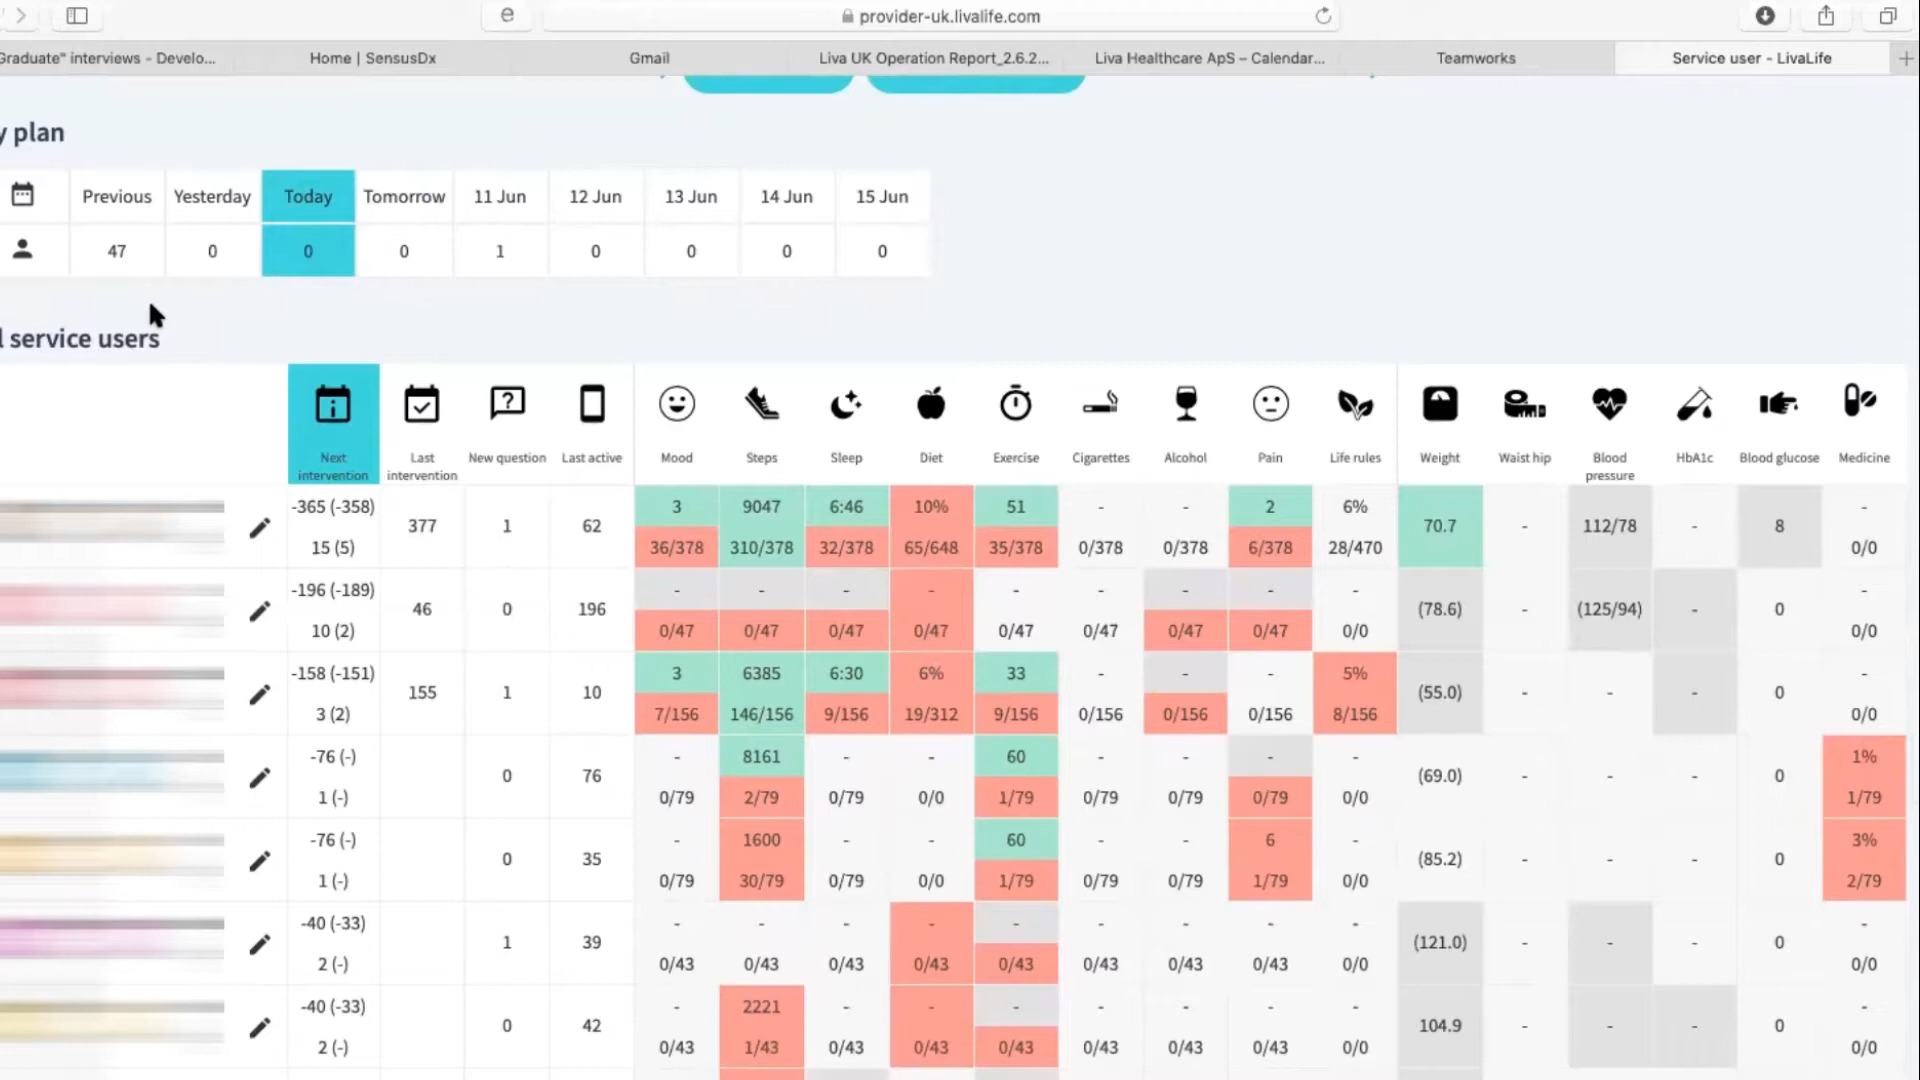 provider-uk.livalife.com
Graduate" interviews - Develo... Home | SensusDx Gmail Liva UK Operation Report_2.6.2... Liva Healthcare ApS – Calendar... Teamworks Service user - LivaLife
y plan
Previous Yesterday Today Tomorrow 11 Jun 12 Jun 13 Jun 14 Jun 15 Jun
47 0 0 0 1 0 0 0 0
l service users
Next intervention Last intervention New question Last active Mood Steps Sleep Diet Exercise Cigarettes Alcohol Pain Life rules Weight Waist hip Blood pressure HbA1c Blood glucose Medicine
-365 (-358) 3 9047 6:46 10% 51 - - 2 6% -
377 1 62 70.7 - 112/78 - 8
15 (5) 36/378 310/378 32/378 65/648 35/378 0/378 0/378 6/378 28/470 0/0
-196 (-189) - - - - - - - - - -
46 0 196 (78.6) - (125/94) - 0
10 (2) 0/47 0/47 0/47 0/47 0/47 0/47 0/47 0/47 0/0 0/0
-158 (-151) 3 6385 6:30 6% 33 - - - 5% -
155 1 10 (55.0) - - - 0
3 (2) 7/156 146/156 9/156 19/312 9/156 0/156 0/156 0/156 8/156 0/0
-76 (-) - 8161 - - 60 - - - - 1%
0 76 (69.0) - - - 0
1 (-) 0/79 2/79 0/79 0/0 1/79 0/79 0/79 0/79 0/0 1/79
-76 (-) - 1600 - - 60 - - 6 - 3%
0 35 (85.2) - - - 0
1 (-) 0/79 30/79 0/79 0/0 1/79 0/79 0/79 1/79 0/0 2/79
-40 (-33) - - - - - - - - - -
1 39 (121.0) - - - 0
2 (-) 0/43 0/43 0/43 0/43 0/43 0/43 0/43 0/43 0/0 0/0
-40 (-33) - 2221 - - - - - - - -
0 42 104.9 - - - 0
2 (-) 0/43 1/43 0/43 0/43 0/43 0/43 0/43 0/43 0/0 0/0